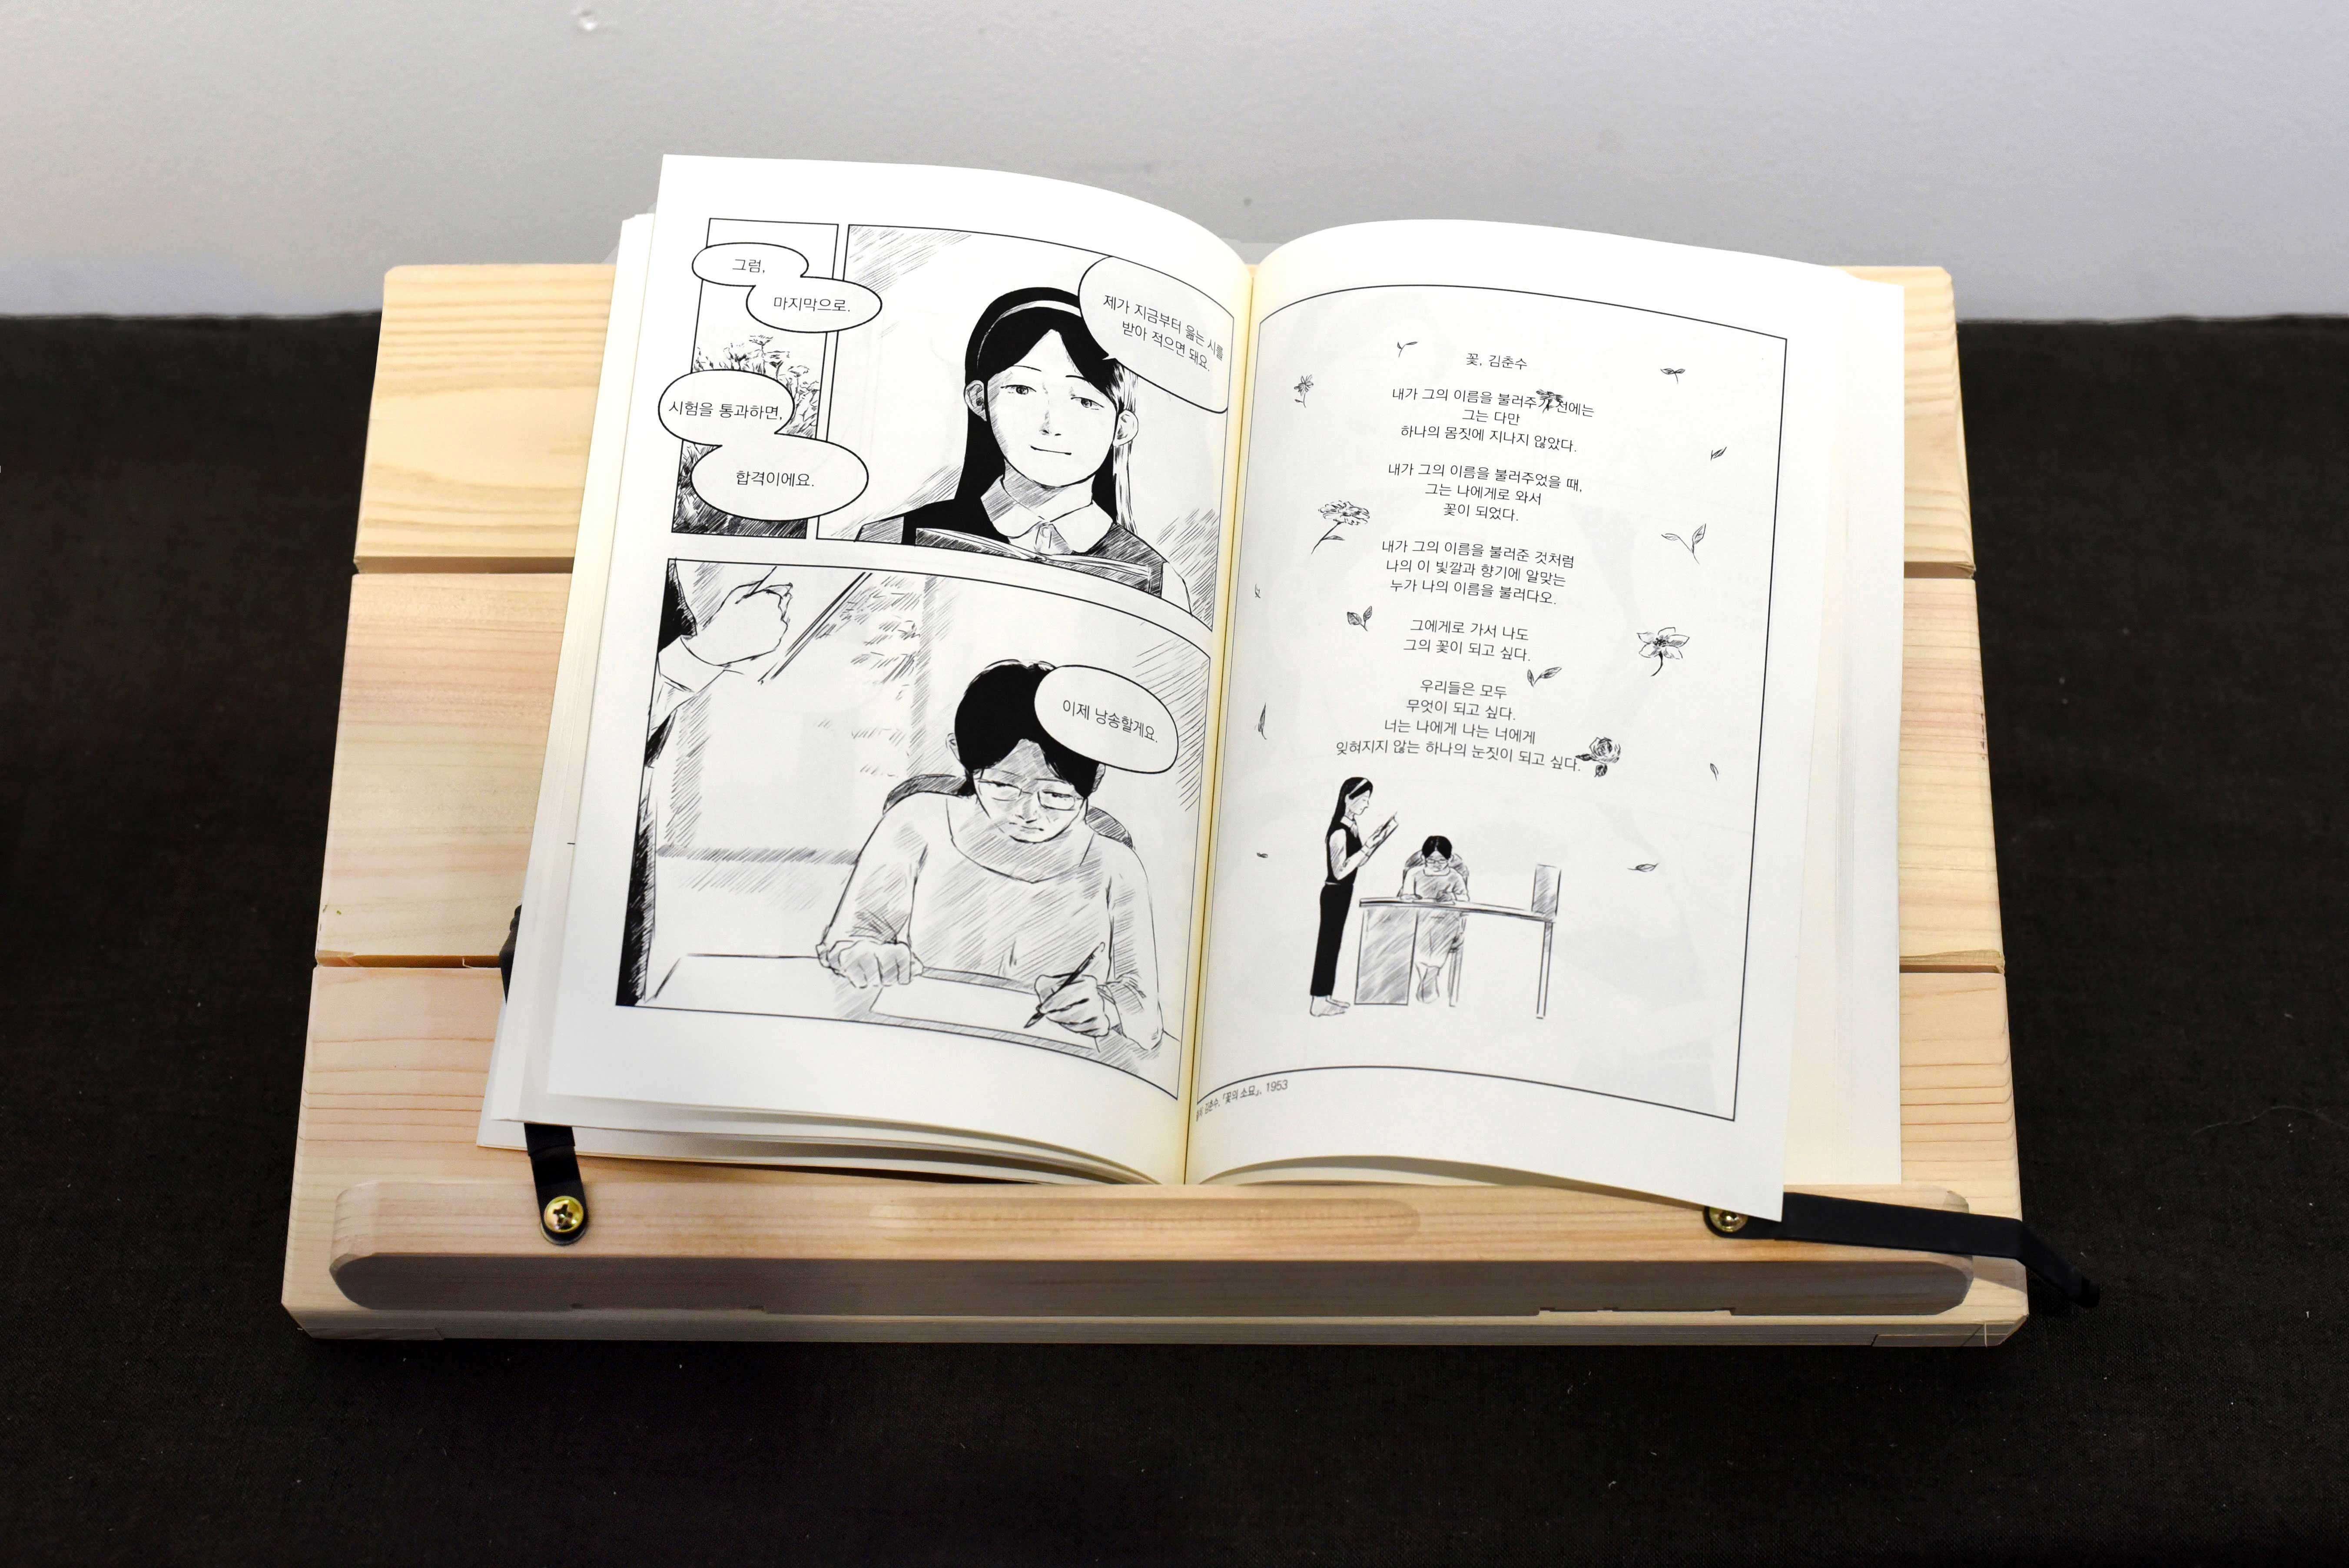 그럼,
마지막으로.
시험을 통과하면,
합격이에요.
제가 지금부터 읊는 시를
받아 적으면 돼요.
이제 낭송할게요.
꽃, 김춘수
내가 그의 이름을 불러주기 전에는
그는 다만
하나의 몸짓에 지나지 않았다.
내가 그의 이름을 불러주었을 때,
그는 나에게로 와서
꽃이 되었다.
내가 그의 이름을 불러준 것처럼
나의 이 빛깔과 향기에 알맞는
누가 나의 이름을 불러다오.
그에게로 가서 나도
그의 꽃이 되고 싶다.
우리들은 모두
무엇이 되고 싶다.
너는 나에게 나는 너에게
잊혀지지 않는 하나의 눈짓이 되고 싶다.
김춘수, 「꽃의 소묘」, 1953